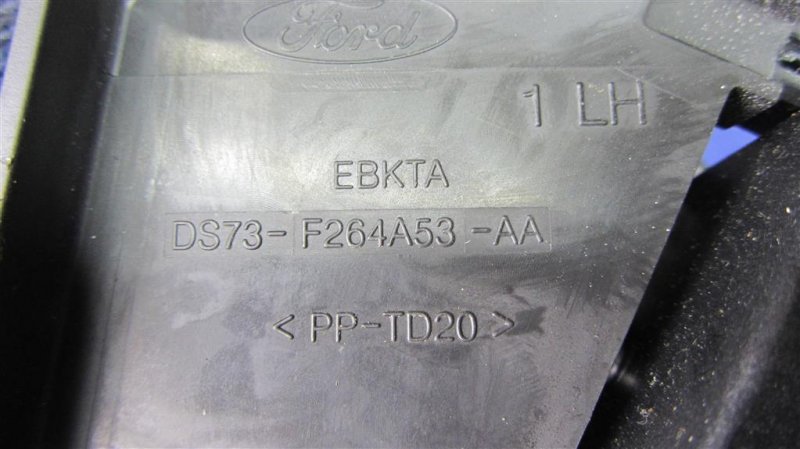 Ford
1 LH
EBKTA
DS73- F264A53 -AA
< PP-TD20 >